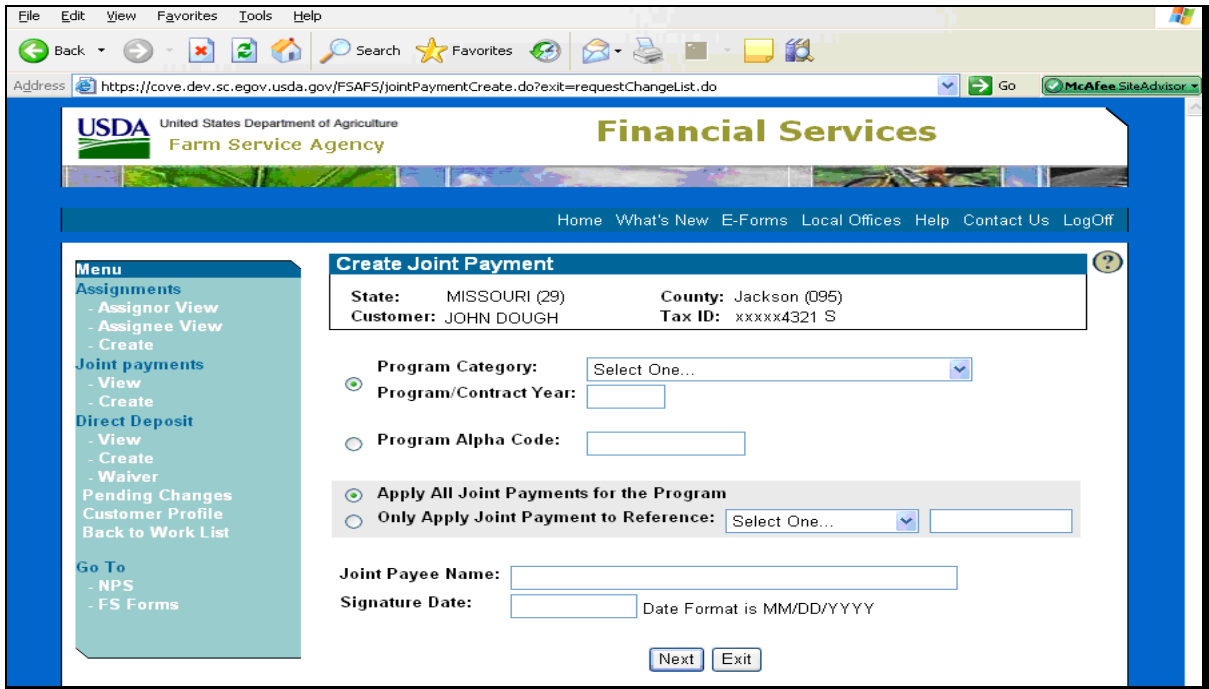 File Edit View Favorites Tools Help
Back Search Favorites
Address https://cove.dev.sc.egov.usda.gov/FSAFS/jointPaymentCreate.do?exit=requestChangeList.do Go McAfee SiteAdvisor
USDA United States Department of Agriculture
Farm Service Agency
Financial Services
Home What's New E-Forms Local Offices Help Contact Us LogOff
Menu
Assignments
- Assignor View
- Assignee View
- Create
Joint payments
- View
- Create
Direct Deposit
- View
- Create
- Waiver
Pending Changes
Customer Profile
Back to Work List
Go To
- NPS
- FS Forms
Create Joint Payment ?
State: MISSOURI (29) County: Jackson (095)
Customer: JOHN DOUGH Tax ID: xxxxx4321 S
Program Category: Select One...
Program/Contract Year:
Program Alpha Code:
Apply All Joint Payments for the Program
Only Apply Joint Payment to Reference: Select One...
Joint Payee Name:
Signature Date: Date Format is MM/DD/YYYY
Next Exit